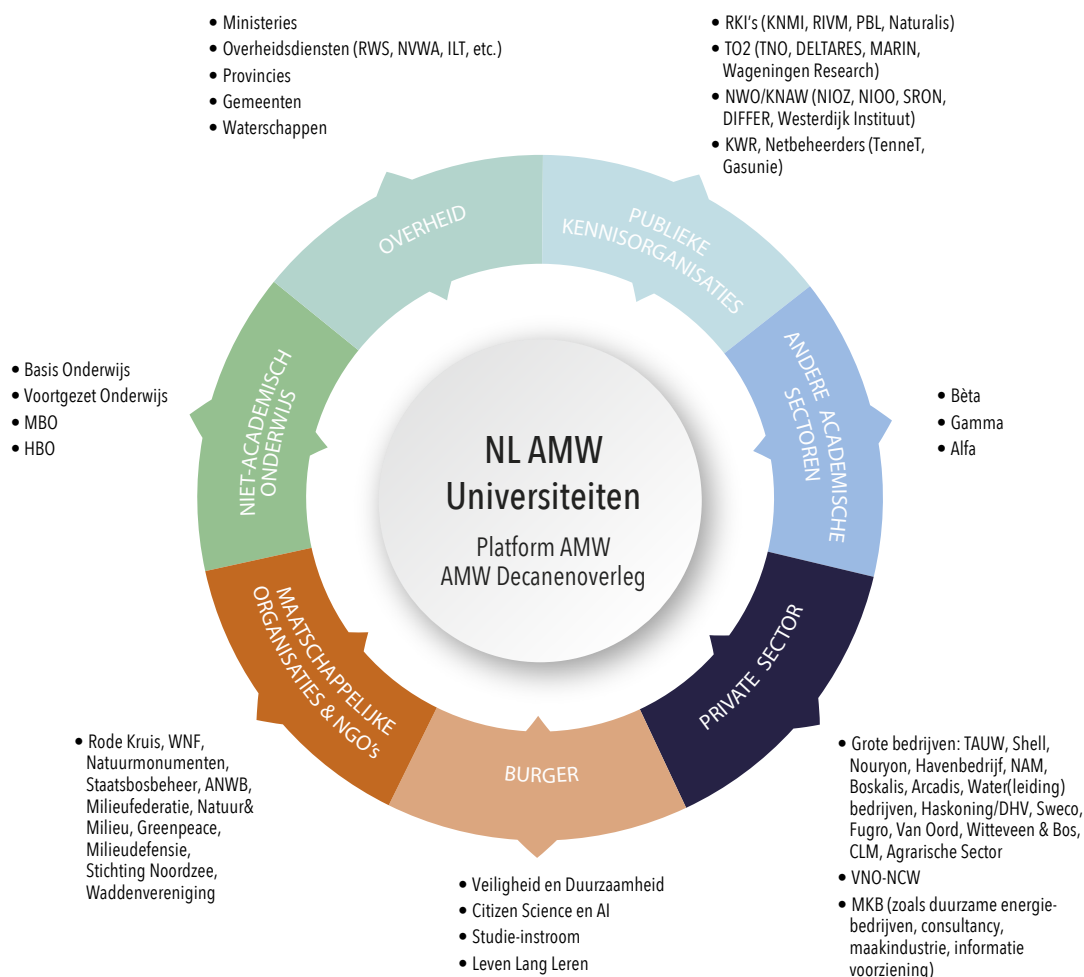 • Ministeries
• Overheidsdiensten (RWS, NVWA, ILT, etc.)
• Provincies
• Gemeenten
• Waterschappen
• RKI's (KNMI, RIVM, PBL, Naturalis)
• TO2 (TNO, DELTARES, MARIN,
Wageningen Research)
• NWO/KNAW (NIOZ, NIOO, SRON,
DIFFER, Westerdijk Instituut)
• KWR, Netbeheerders (TenneT,
Gasunie)
OVERHEID
PUBLIEKE
KENNISORGANISATIES
ANDERE ACADEMISCHE
SECTOREN
• Bèta
• Gamma
• Alfa
• Basis Onderwijs
• Voortgezet Onderwijs
• MBO
• HBO
NIET-ACADEMISCH
ONDERWIJS
NL AMW
Universiteiten
Platform AMW
AMW Decanenoverleg
MAATSCHAPPELIJKE
ORGANISATIES & NGO's
BURGER
PRIVATE SECTOR
• Rode Kruis, WNF,
Natuurmonumenten,
Staatsbosbeheer, ANWB,
Milieufederatie, Natuur&
Milieu, Greenpeace,
Milieudefensie,
Stichting Noordzee,
Waddenvereniging
• Veiligheid en Duurzaamheid
• Citizen Science en AI
• Studie-instroom
• Leven Lang Leren
• Grote bedrijven: TAUW, Shell,
Nouryon, Havenbedrijf, NAM,
Boskalis, Arcadis, Water(leiding)
bedrijven, Haskoning/DHV, Sweco,
Fugro, Van Oord, Witteveen & Bos,
CLM, Agrarische Sector
• VNO-NCW
• MKB (zoals duurzame energie-
bedrijven, consultancy,
maakindustrie, informatie
voorziening)